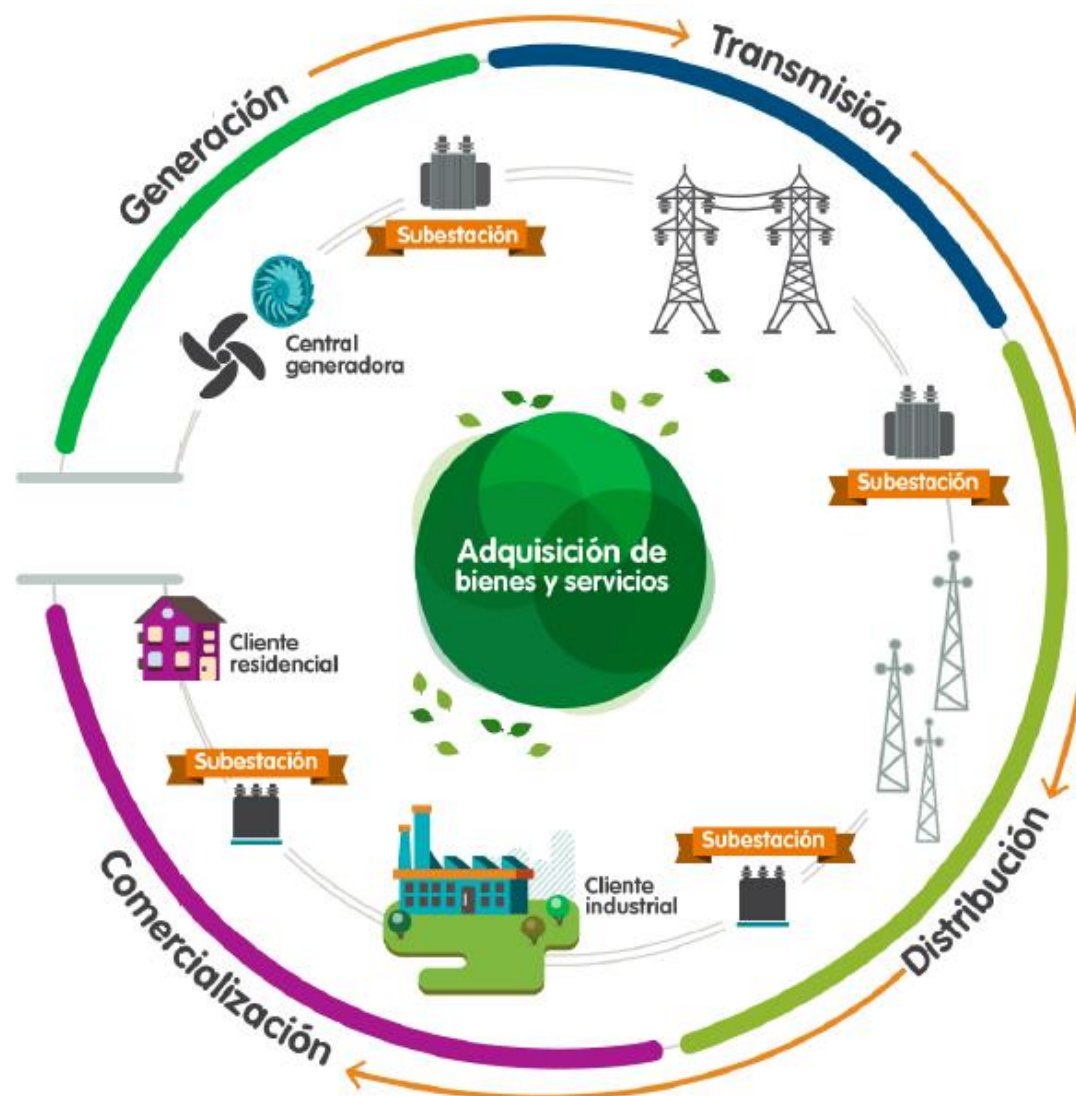 Generación
Transmisión
Subestación
Central
generadora
Subestación
Adquisición de
bienes y servicios
Cliente
residencial
Subestación
Subestación
Cliente
industrial
Distribución
Comercialización